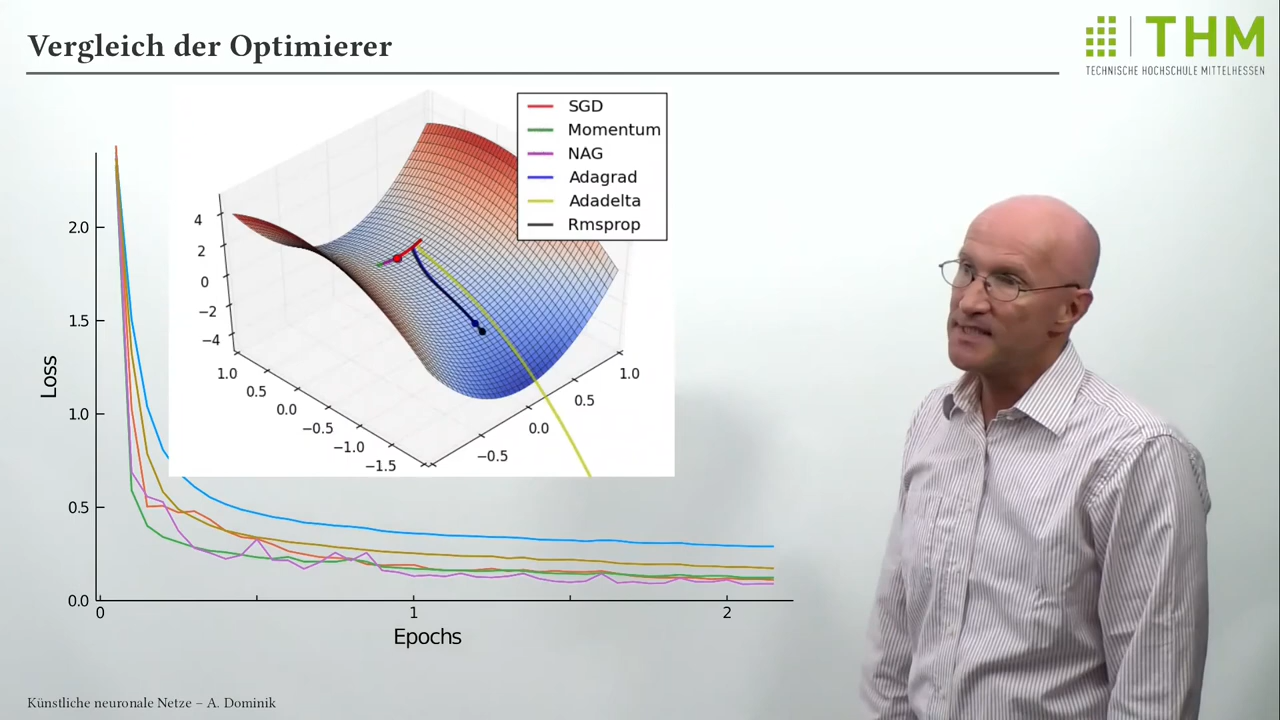 Vergleich der Optimierer
THM
TECHNISCHE HOCHSCHULE MITTELHESSEN
SGD
Momentum
NAG
Adagrad
Adadelta
Rmsprop
4
2
0
−2
−4
1.0
0.5
0.0
−0.5
−1.0
−1.5
−0.5
0.0
0.5
1.0
Loss
2.0
1.5
1.0
0.5
0.0
0
1
2
Epochs
Künstliche neuronale Netze – A. Dominik